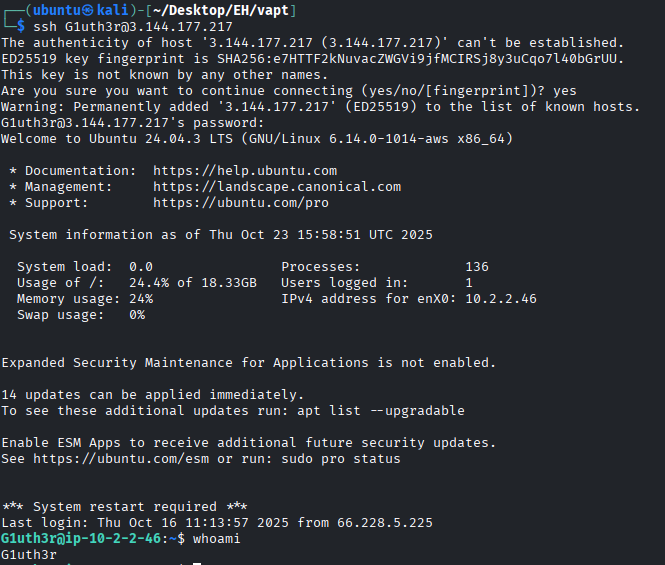 ┌──(ubuntu㉿kali)-[~/Desktop/EH/vapt]
└─$ ssh G1uth3r@3.144.177.217
The authenticity of host '3.144.177.217 (3.144.177.217)' can't be established.
ED25519 key fingerprint is SHA256:e7HTTF2kNuvacZWGVi9jfMCIRSj8y3uCqo7l40bGrUU.
This key is not known by any other names.
Are you sure you want to continue connecting (yes/no/[fingerprint])? yes
Warning: Permanently added '3.144.177.217' (ED25519) to the list of known hosts.
G1uth3r@3.144.177.217's password:
Welcome to Ubuntu 24.04.3 LTS (GNU/Linux 6.14.0-1014-aws x86_64)

 * Documentation:  https://help.ubuntu.com
 * Management:     https://landscape.canonical.com
 * Support:        https://ubuntu.com/pro

 System information as of Thu Oct 23 15:58:51 UTC 2025

  System load:  0.0                Processes:             136
  Usage of /:   24.4% of 18.33GB   Users logged in:       1
  Memory usage: 24%                IPv4 address for enX0: 10.2.2.46
  Swap usage:   0%

Expanded Security Maintenance for Applications is not enabled.

14 updates can be applied immediately.
To see these additional updates run: apt list --upgradable

Enable ESM Apps to receive additional future security updates.
See https://ubuntu.com/esm or run: sudo pro status

*** System restart required ***
Last login: Thu Oct 16 11:13:57 2025 from 66.228.5.225
G1uth3r@ip-10-2-2-46:~$ whoami
G1uth3r